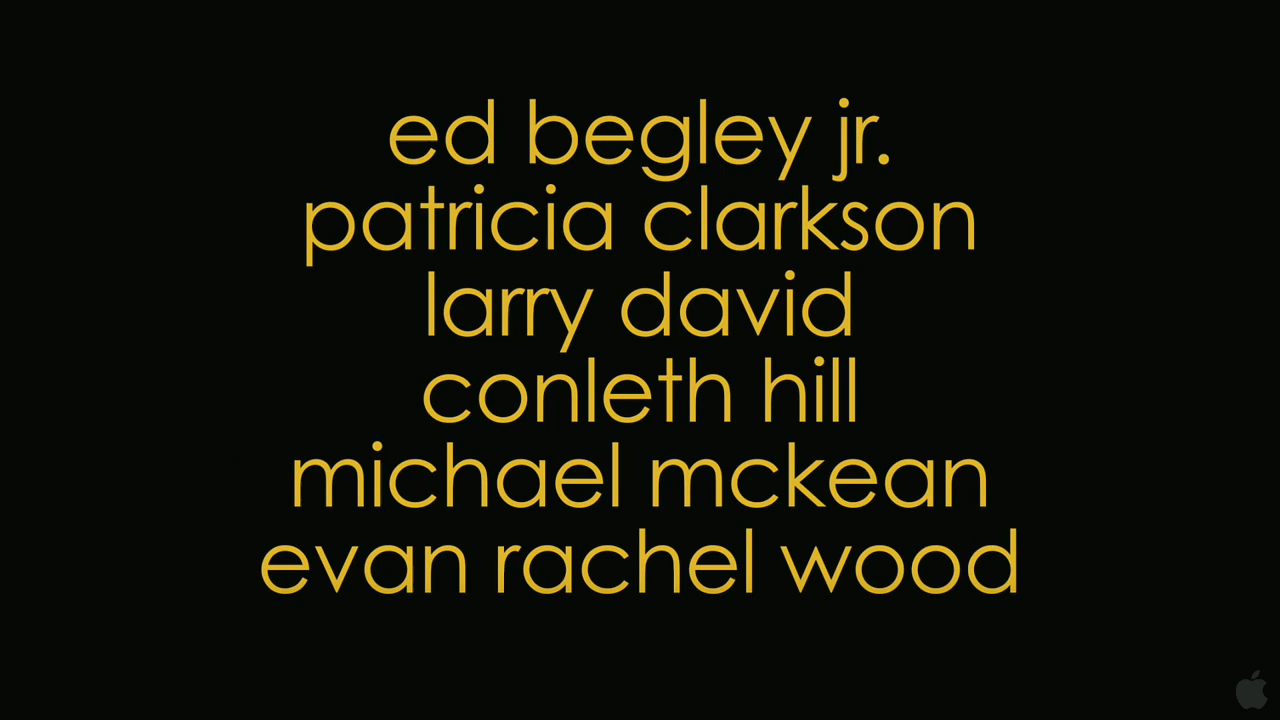 ed begley jr.
patricia clarkson
larry david
conleth hill
michael mckean
evan rachel wood